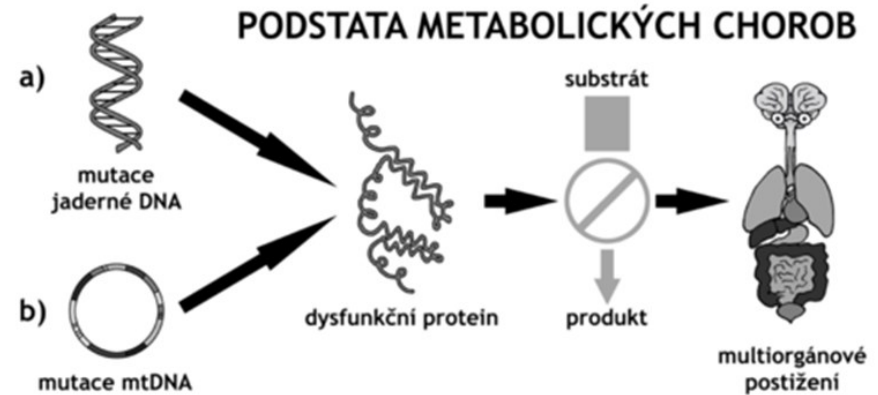 PODSTATA METABOLICKÝCH CHOROB
a)
mutace
jaderné DNA
b)
mutace mtDNA
dysfunkční protein
substrát
produkt
multiorgánové
postižení